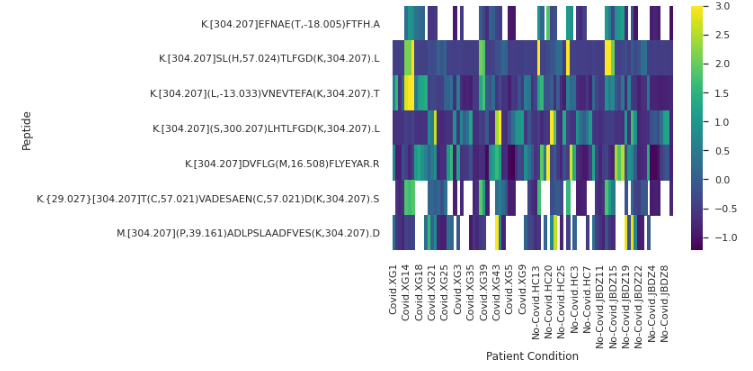 K.[304.207]EFNAE(T,-18.005)FTFH.A
K.[304.207]SL(H,57.024)TLFGD(K,304.207).L
K.[304.207](L,-13.033)VNEVTEFA(K,304.207).T
K.[304.207](S,300.207)LHTLFGD(K,304.207).L
K.[304.207]DVFLG(M,16.508)FLYEYAR.R
K.{29.027}[304.207]T(C,57.021)VADESAEN(C,57.021)D(K,304.207).S
M.[304.207](P,39.161)ADLPSLAADFVES(K,304.207).D
Peptide
Covid.XG1
Covid.XG14
Covid.XG18
Covid.XG21
Covid.XG25
Covid.XG3
Covid.XG35
Covid.XG39
Covid.XG43
Covid.XG5
Covid.XG9
No-Covid.HC13
No-Covid.HC20
No-Covid.HC25
No-Covid.HC3
No-Covid.HC7
No-Covid.JBDZ11
No-Covid.JBDZ15
No-Covid.JBDZ19
No-Covid.JBDZ22
No-Covid.JBDZ4
No-Covid.JBDZ8
Patient Condition
3.0
2.5
2.0
1.5
1.0
0.5
0.0
−0.5
−1.0